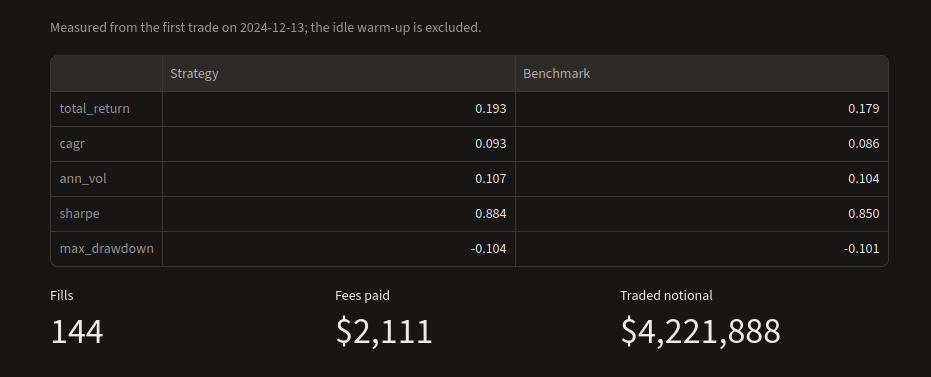 Measured from the first trade on 2024-12-13; the idle warm-up is excluded.
Strategy Benchmark
total_return 0.193 0.179
cagr 0.093 0.086
ann_vol 0.107 0.104
sharpe 0.884 0.850
max_drawdown -0.104 -0.101
Fills Fees paid Traded notional
144 $2,111 $4,221,888